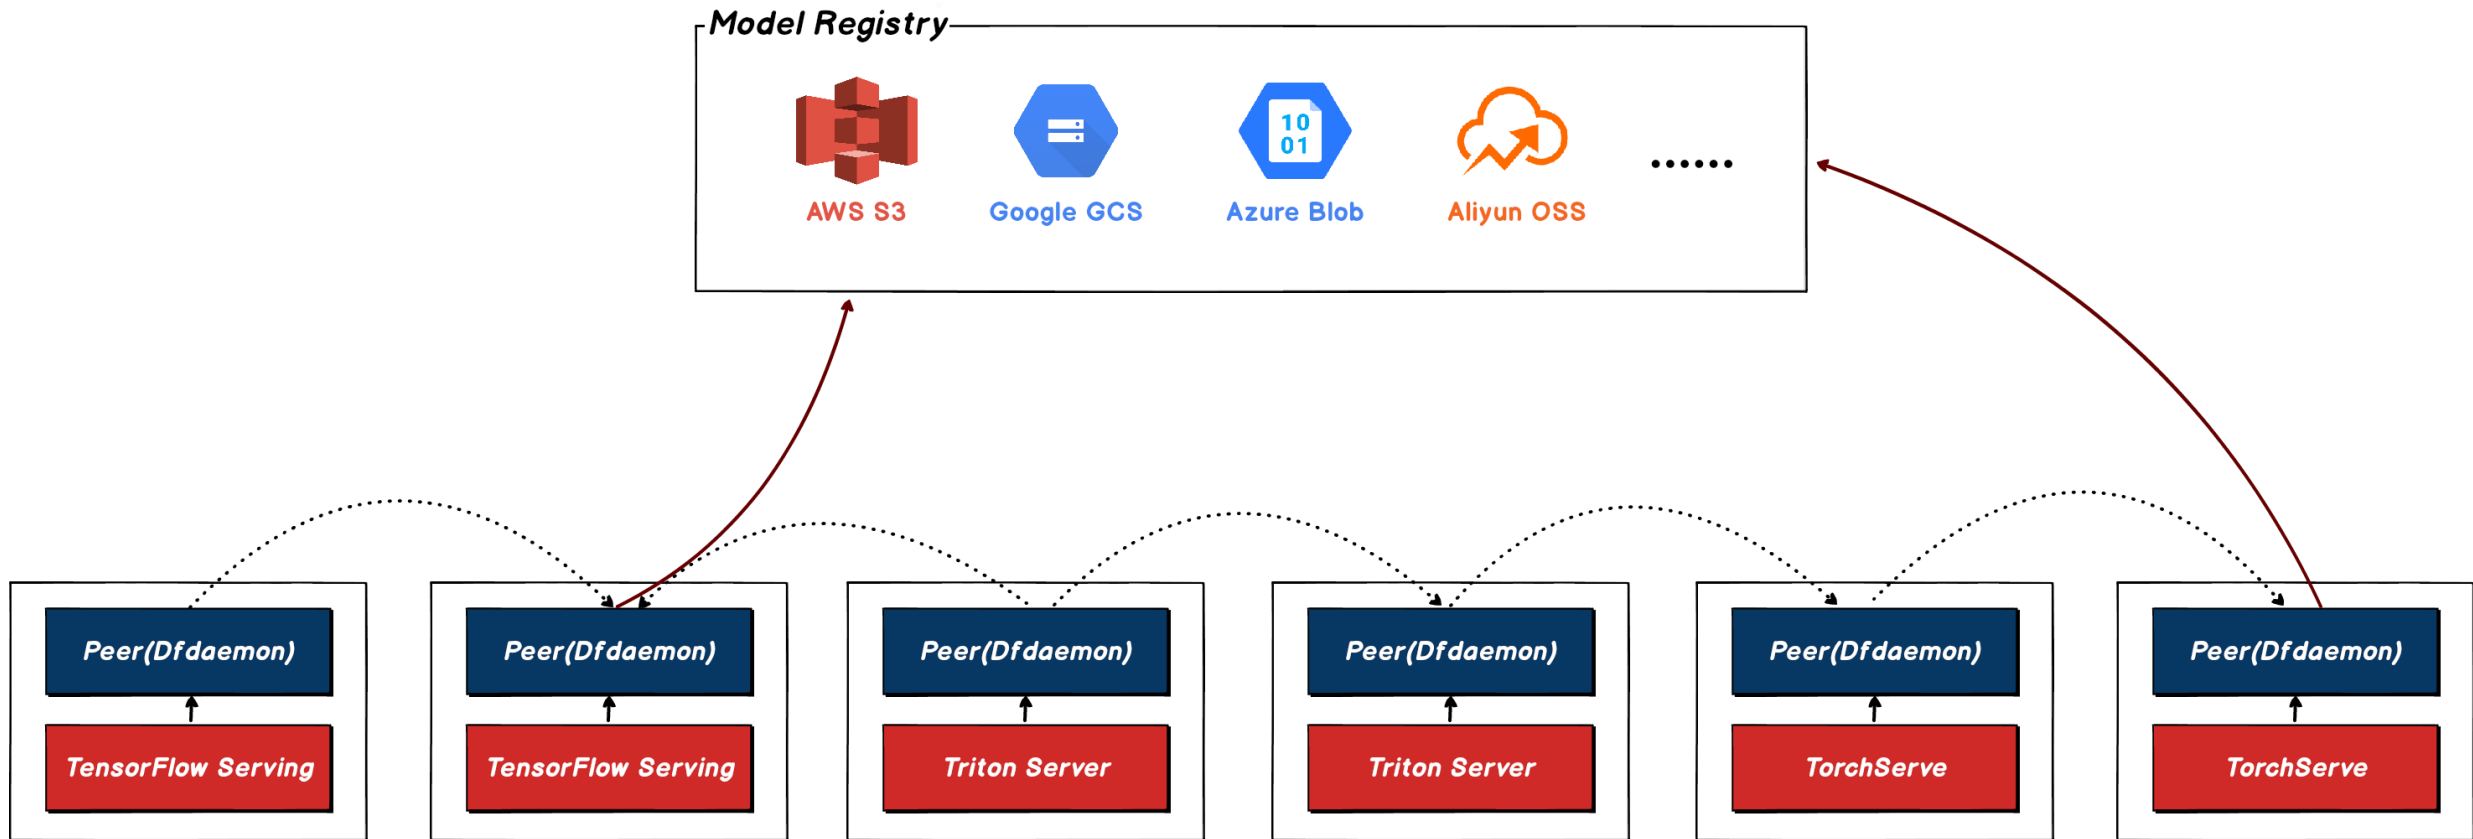 Model Registry
10
01
AWS S3
Google GCS
Azure Blob
Aliyun OSS
......
Peer(Dfdaemon)
Peer(Dfdaemon)
Peer(Dfdaemon)
Peer(Dfdaemon)
Peer(Dfdaemon)
Peer(Dfdaemon)
TensorFlow Serving
TensorFlow Serving
Triton Server
Triton Server
TorchServe
TorchServe